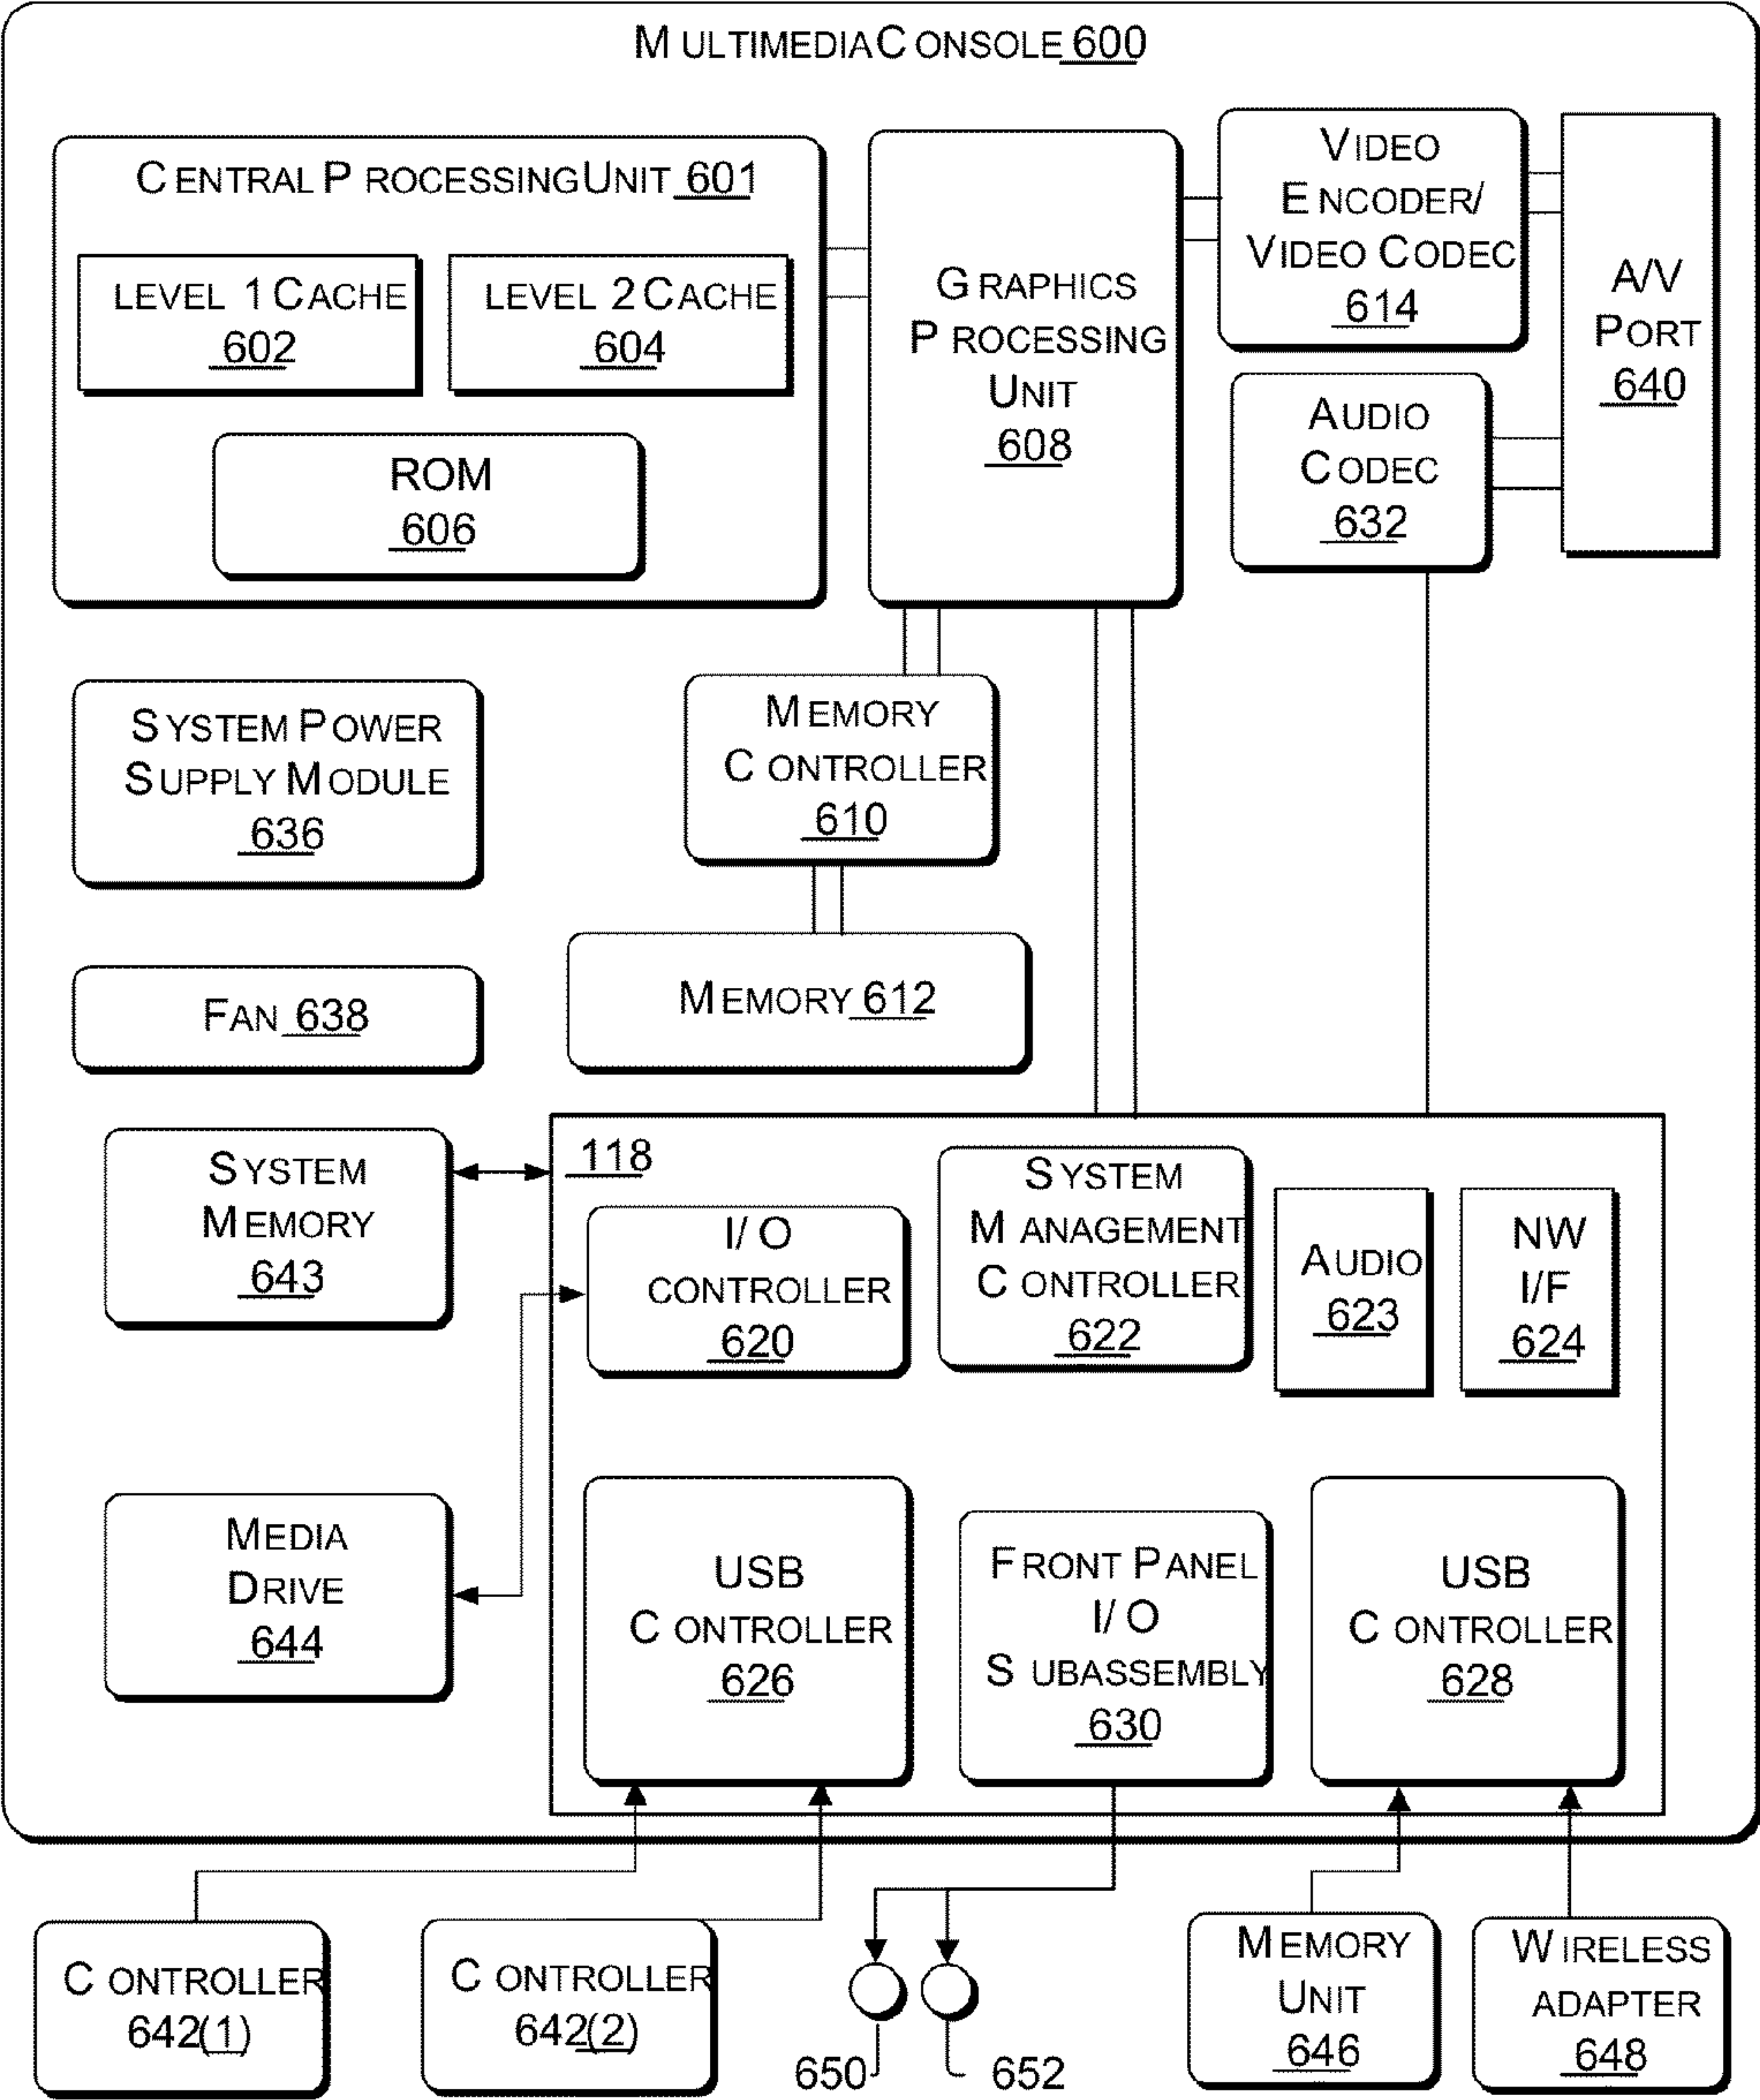 MULTIMEDIA CONSOLE 600
CENTRAL PROCESSING UNIT 601
LEVEL 1 CACHE
602
LEVEL 2 CACHE
604
ROM
606
GRAPHICS
PROCESSING
UNIT
608
VIDEO
ENCODER/
VIDEO CODEC
614
AUDIO
CODEC
632
A/V
PORT
640
SYSTEM POWER
SUPPLY MODULE
636
MEMORY
CONTROLLER
610
FAN 638
MEMORY 612
SYSTEM
MEMORY
643
118
I/O
CONTROLLER
620
SYSTEM
MANAGEMENT
CONTROLLER
622
AUDIO
623
NW
I/F
624
MEDIA
DRIVE
644
USB
CONTROLLER
626
FRONT PANEL
I/O
SUBASSEMBLY
630
USB
CONTROLLER
628
CONTROLLER
642(1)
CONTROLLER
642(2)
650
652
MEMORY
UNIT
646
WIRELESS
ADAPTER
648